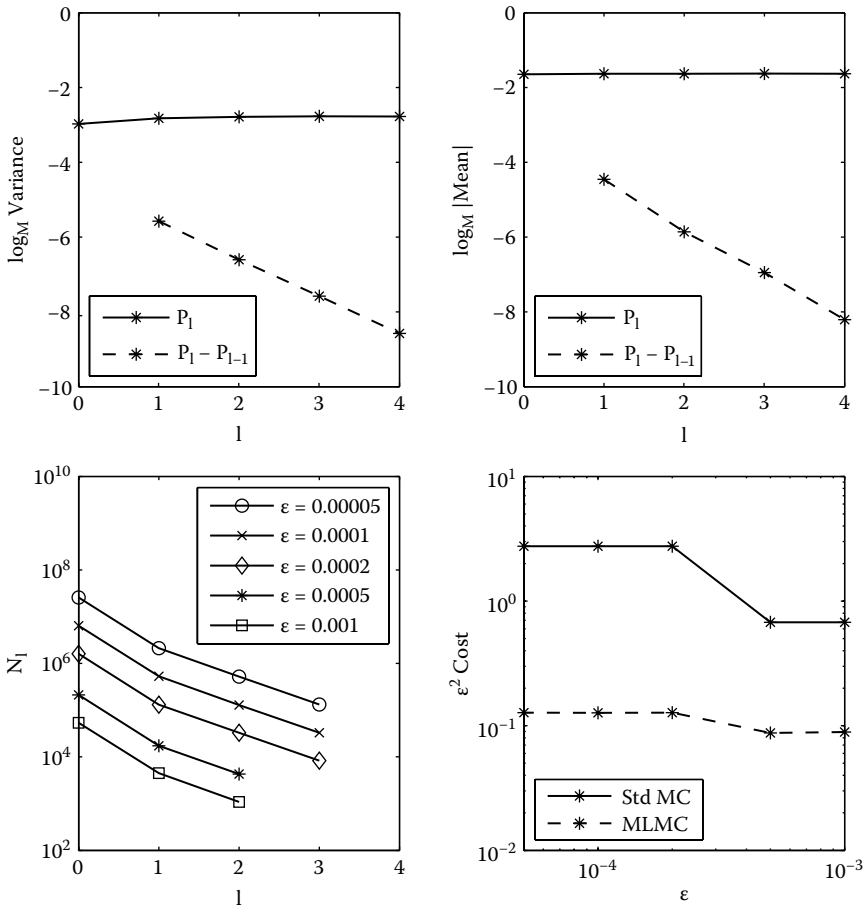 0
−2
−4
−6
−8
−10
log_M Variance
P_l
P_l − P_{l−1}
0 1 2 3 4
l
0
−2
−4
−6
−8
−10
log_M |Mean|
P_l
P_l − P_{l−1}
0 1 2 3 4
l
10^10
10^8
10^6
10^4
10^2
N_l
ε = 0.00005
ε = 0.0001
ε = 0.0002
ε = 0.0005
ε = 0.001
0 1 2 3 4
l
10^1
10^0
10^−1
10^−2
ε^2 Cost
Std MC
MLMC
10^−4 10^−3
ε